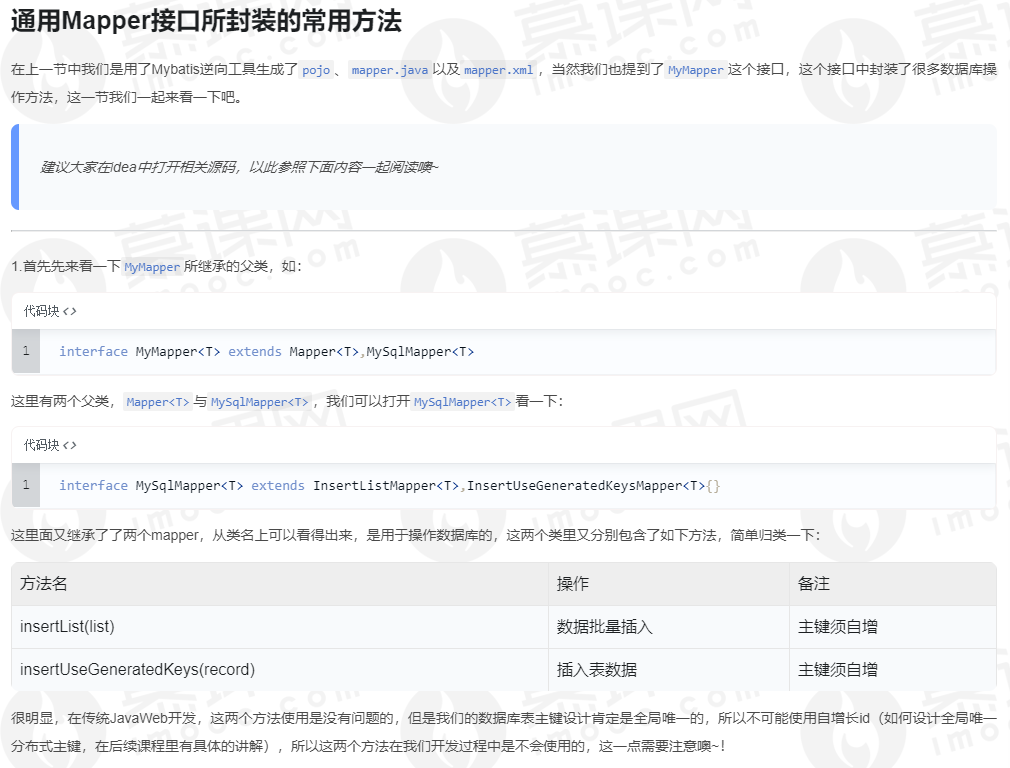 通用Mapper接口所封装的常用方法
在上一节中我们是用了Mybatis逆向工具生成了 pojo 、 mapper.java 以及 mapper.xml ，当然我们也提到了 MyMapper 这个接口，这个接口中封装了很多数据库操
作方法，这一节我们一起来看一下吧。
建议大家在idea中打开相关源码，以此参照下面内容一起阅读噢~
1.首先先来看一下 MyMapper 所继承的父类，如：
代码块 <>
1 interface MyMapper<T> extends Mapper<T>,MySqlMapper<T>
这里有两个父类， Mapper<T> 与 MySqlMapper<T> ，我们可以打开 MySqlMapper<T> 看一下：
代码块 <>
1 interface MySqlMapper<T> extends InsertListMapper<T>,InsertUseGeneratedKeysMapper<T>{}
这里面又继承了了两个mapper，从类名上可以看得出来，是用于操作数据库的，这两个类里又分别包含了如下方法，简单归类一下：
方法名 操作 备注
insertList(list) 数据批量插入 主键须自增
insertUseGeneratedKeys(record) 插入表数据 主键须自增
很明显，在传统JavaWeb开发，这两个方法使用是没有问题的，但是我们的数据库表主键设计肯定是全局唯一的，所以不可能使用自增长id（如何设计全局唯一
分布式主键，在后续课程里有具体的讲解），所以这两个方法在我们开发过程中是不会使用的，这一点需要注意噢~！
慕课网
imooc.com